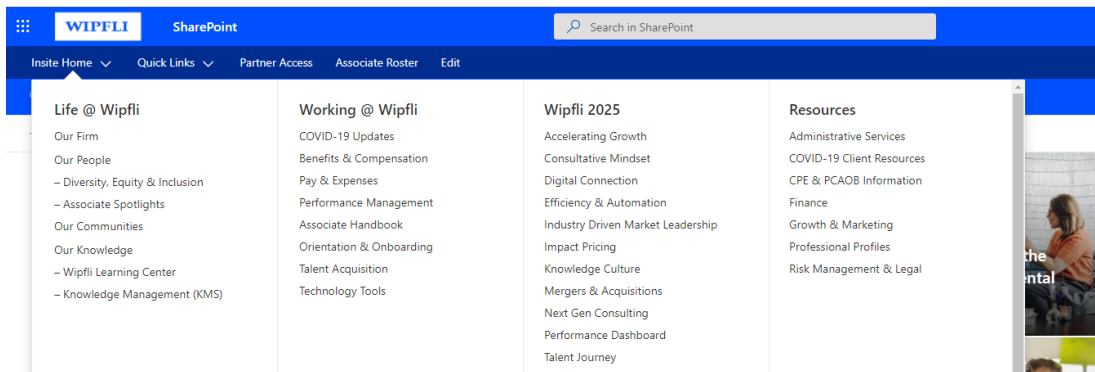 WIPFLI SharePoint Search in SharePoint
Insite Home Quick Links Partner Access Associate Roster Edit
Life @ Wipfli
Our Firm
Our People
– Diversity, Equity & Inclusion
– Associate Spotlights
Our Communities
Our Knowledge
– Wipfli Learning Center
– Knowledge Management (KMS)
Working @ Wipfli
COVID-19 Updates
Benefits & Compensation
Pay & Expenses
Performance Management
Associate Handbook
Orientation & Onboarding
Talent Acquisition
Technology Tools
Wipfli 2025
Accelerating Growth
Consultative Mindset
Digital Connection
Efficiency & Automation
Industry Driven Market Leadership
Impact Pricing
Knowledge Culture
Mergers & Acquisitions
Next Gen Consulting
Performance Dashboard
Talent Journey
Resources
Administrative Services
COVID-19 Client Resources
CPE & PCAOB Information
Finance
Growth & Marketing
Professional Profiles
Risk Management & Legal
the
ental